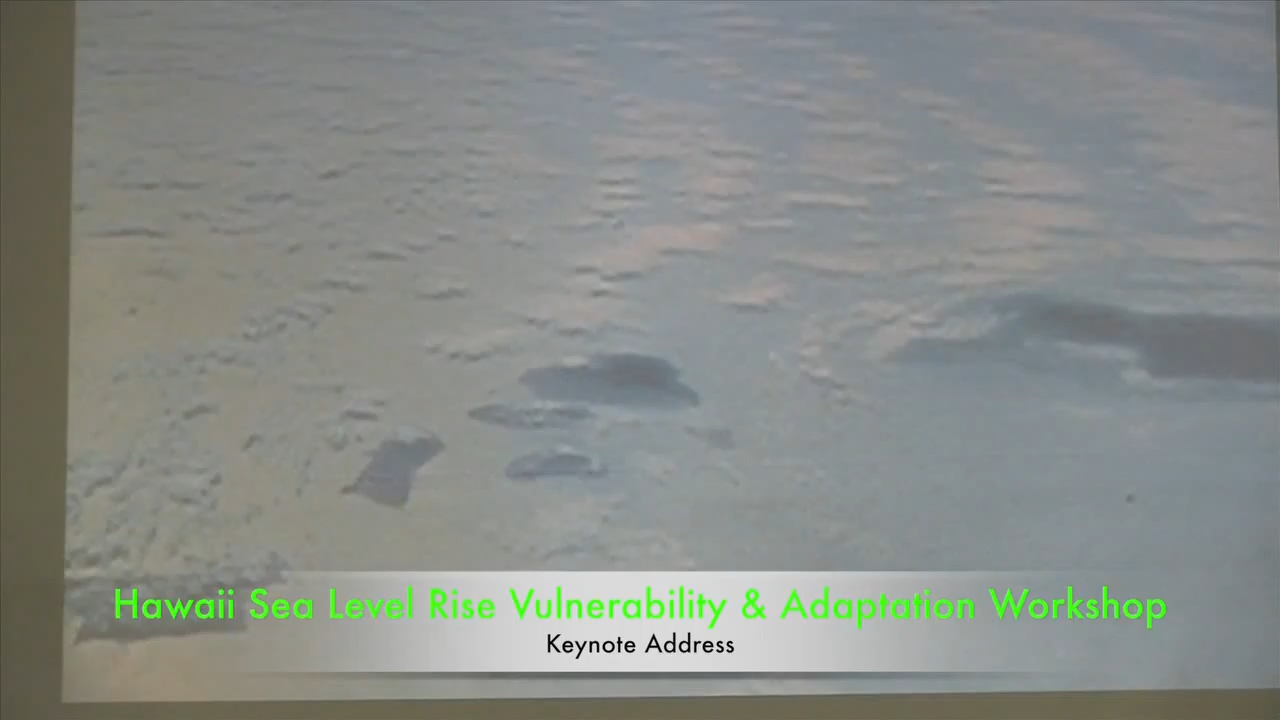 Hawaii Sea Level Rise Vulnerability & Adaptation Workshop
Keynote Address